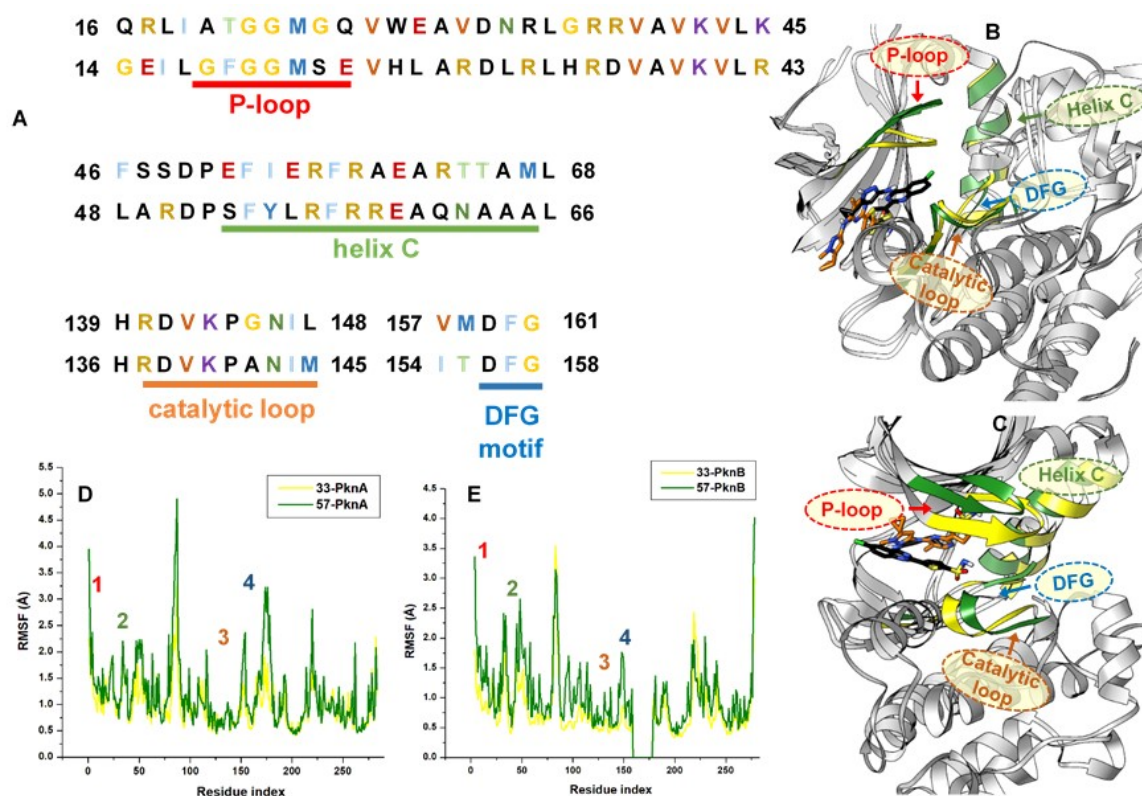 A
16 Q R L I A T G G M G Q V W E A V D N R L G R R V A V K V L K 45
14 G E I L G F G G M S E V H L A R D L R L H R D V A V K V L R 43
P-loop
46 F S S D P E F I E R F R A E A R T T A M L 68
48 L A R D P S F Y L R F R R E A Q N A A A L 66
helix C
139 H R D V K P G N I L 148 157 V M D F G 161
136 H R D V K P A N I M 145 154 I T D F G 158
catalytic loop
DFG
motif
B
P-loop
Helix C
DFG
Catalytic
loop
C
Helix C
P-loop
DFG
Catalytic
loop
D
33-PknA
57-PknA
1
2
3
4
RMSF (Å)
5.5
5.0
4.5
4.0
3.5
3.0
2.5
2.0
1.5
1.0
0.5
0.0
0 50 100 150 200 250
Residue index
E
33-PknB
57-PknB
1
2
3
4
RMSF (Å)
4.5
4.0
3.5
3.0
2.5
2.0
1.5
1.0
0.5
0.0
0 50 100 150 200 250
Residue index